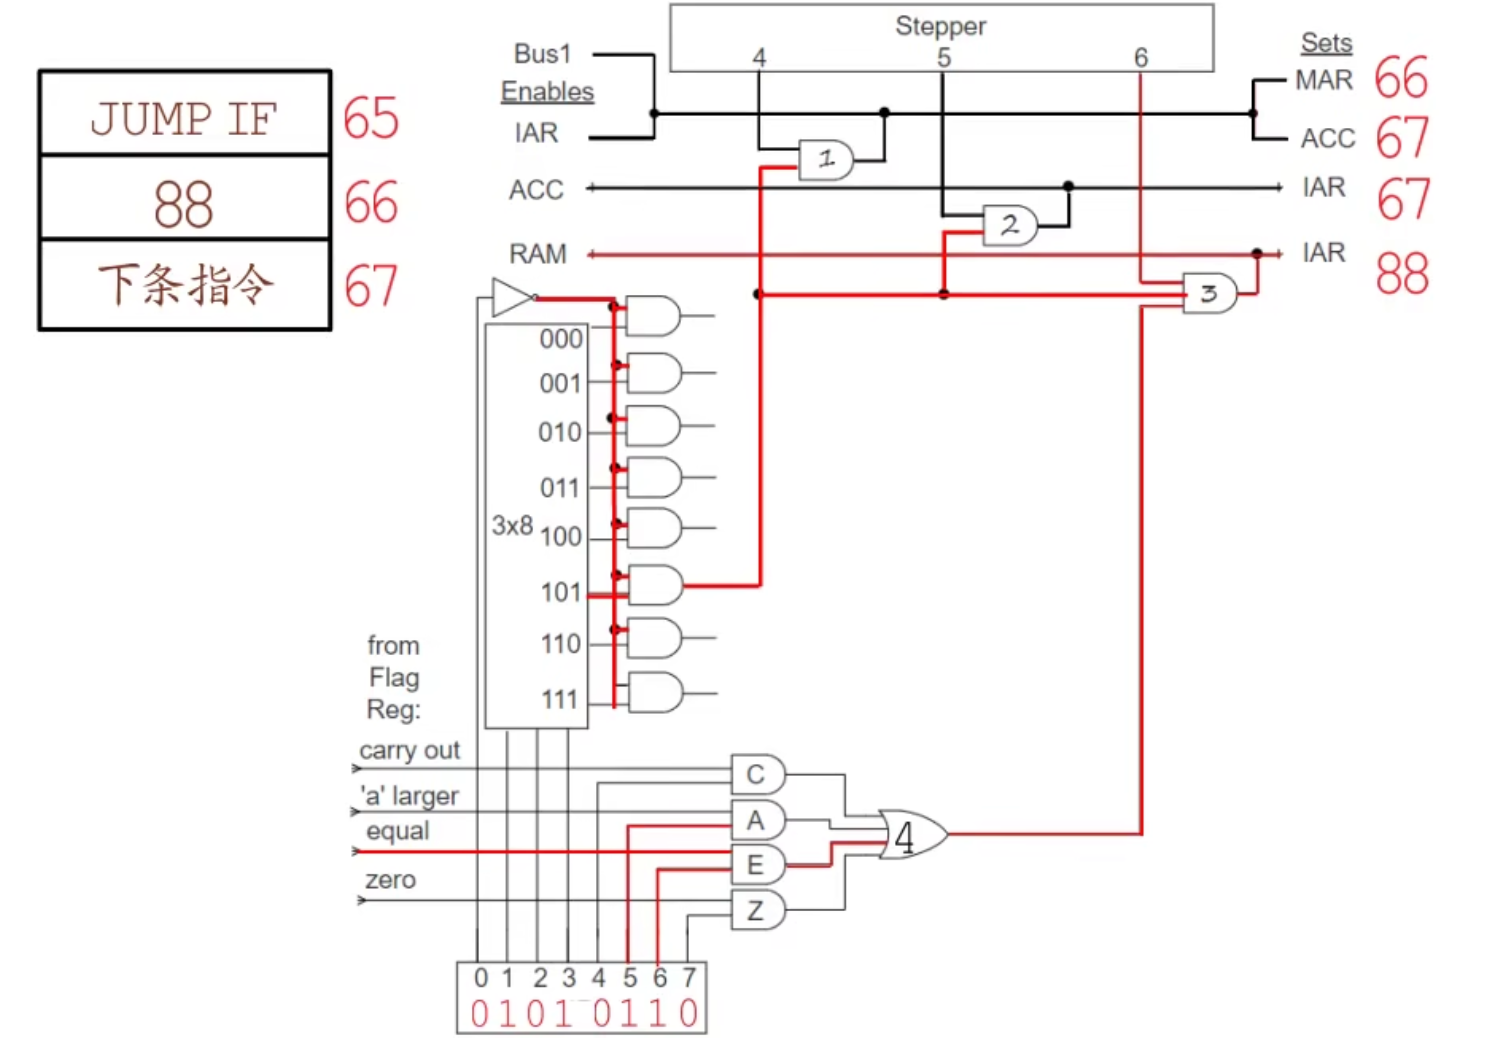 Stepper
4 5 6
Bus1
Enables
IAR
ACC
RAM
Sets
MAR 66
ACC 67
IAR 67
IAR 88
JUMP IF 65
88 66
下条指令 67
1
2
3
000
001
010
011
3x8
100
101
110
111
from
Flag
Reg:
carry out
'a' larger
equal
zero
C
A
E
Z
4
0 1 2 3 4 5 6 7
0 1 0 1 0 1 1 0